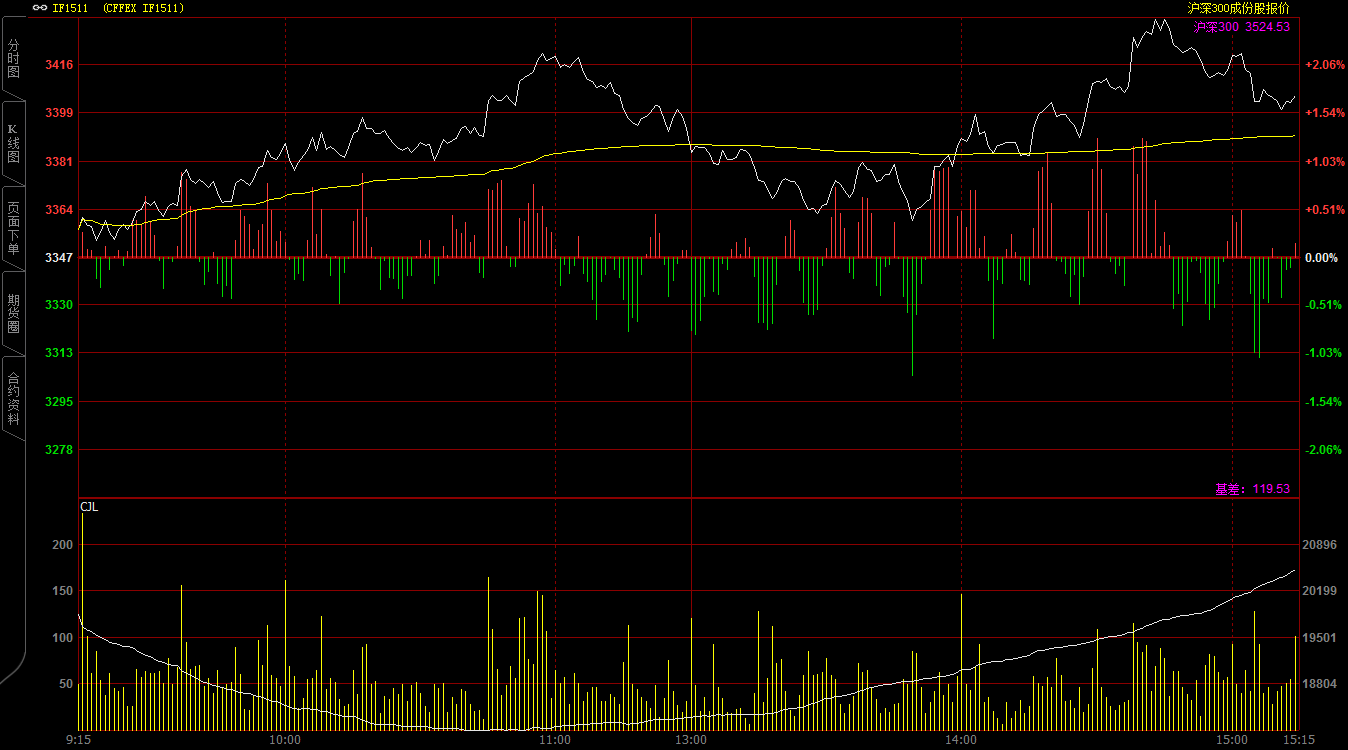 IF1511 (CFFEX IF1511)
沪深300成份股报价
沪深300 3524.53
分时图
K线图
页面下单
期货圈
合约资料
3416 +2.06%
3399 +1.54%
3381 +1.03%
3364 +0.51%
3347 0.00%
3330 -0.51%
3313 -1.03%
3295 -1.54%
3278 -2.06%
基差: 119.53
CJL
200 20896
150 20199
100 19501
50 18804
9:15 10:00 11:00 13:00 14:00 15:00 15:15